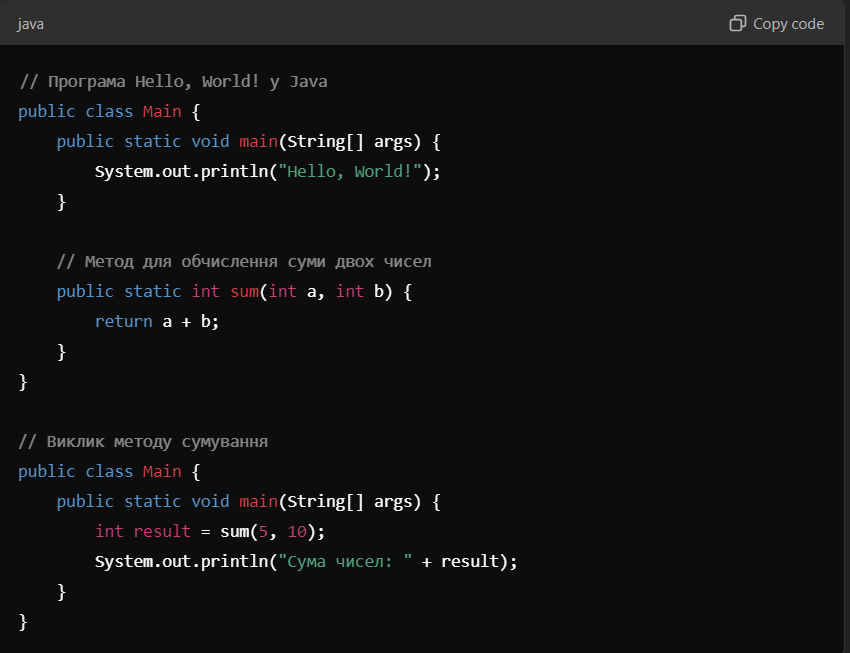 java
Copy code
// Програма Hello, World! у Java
public class Main {
    public static void main(String[] args) {
        System.out.println("Hello, World!");
    }

    // Метод для обчислення суми двох чисел
    public static int sum(int a, int b) {
        return a + b;
    }
}

// Виклик методу сумування
public class Main {
    public static void main(String[] args) {
        int result = sum(5, 10);
        System.out.println("Сума чисел: " + result);
    }
}